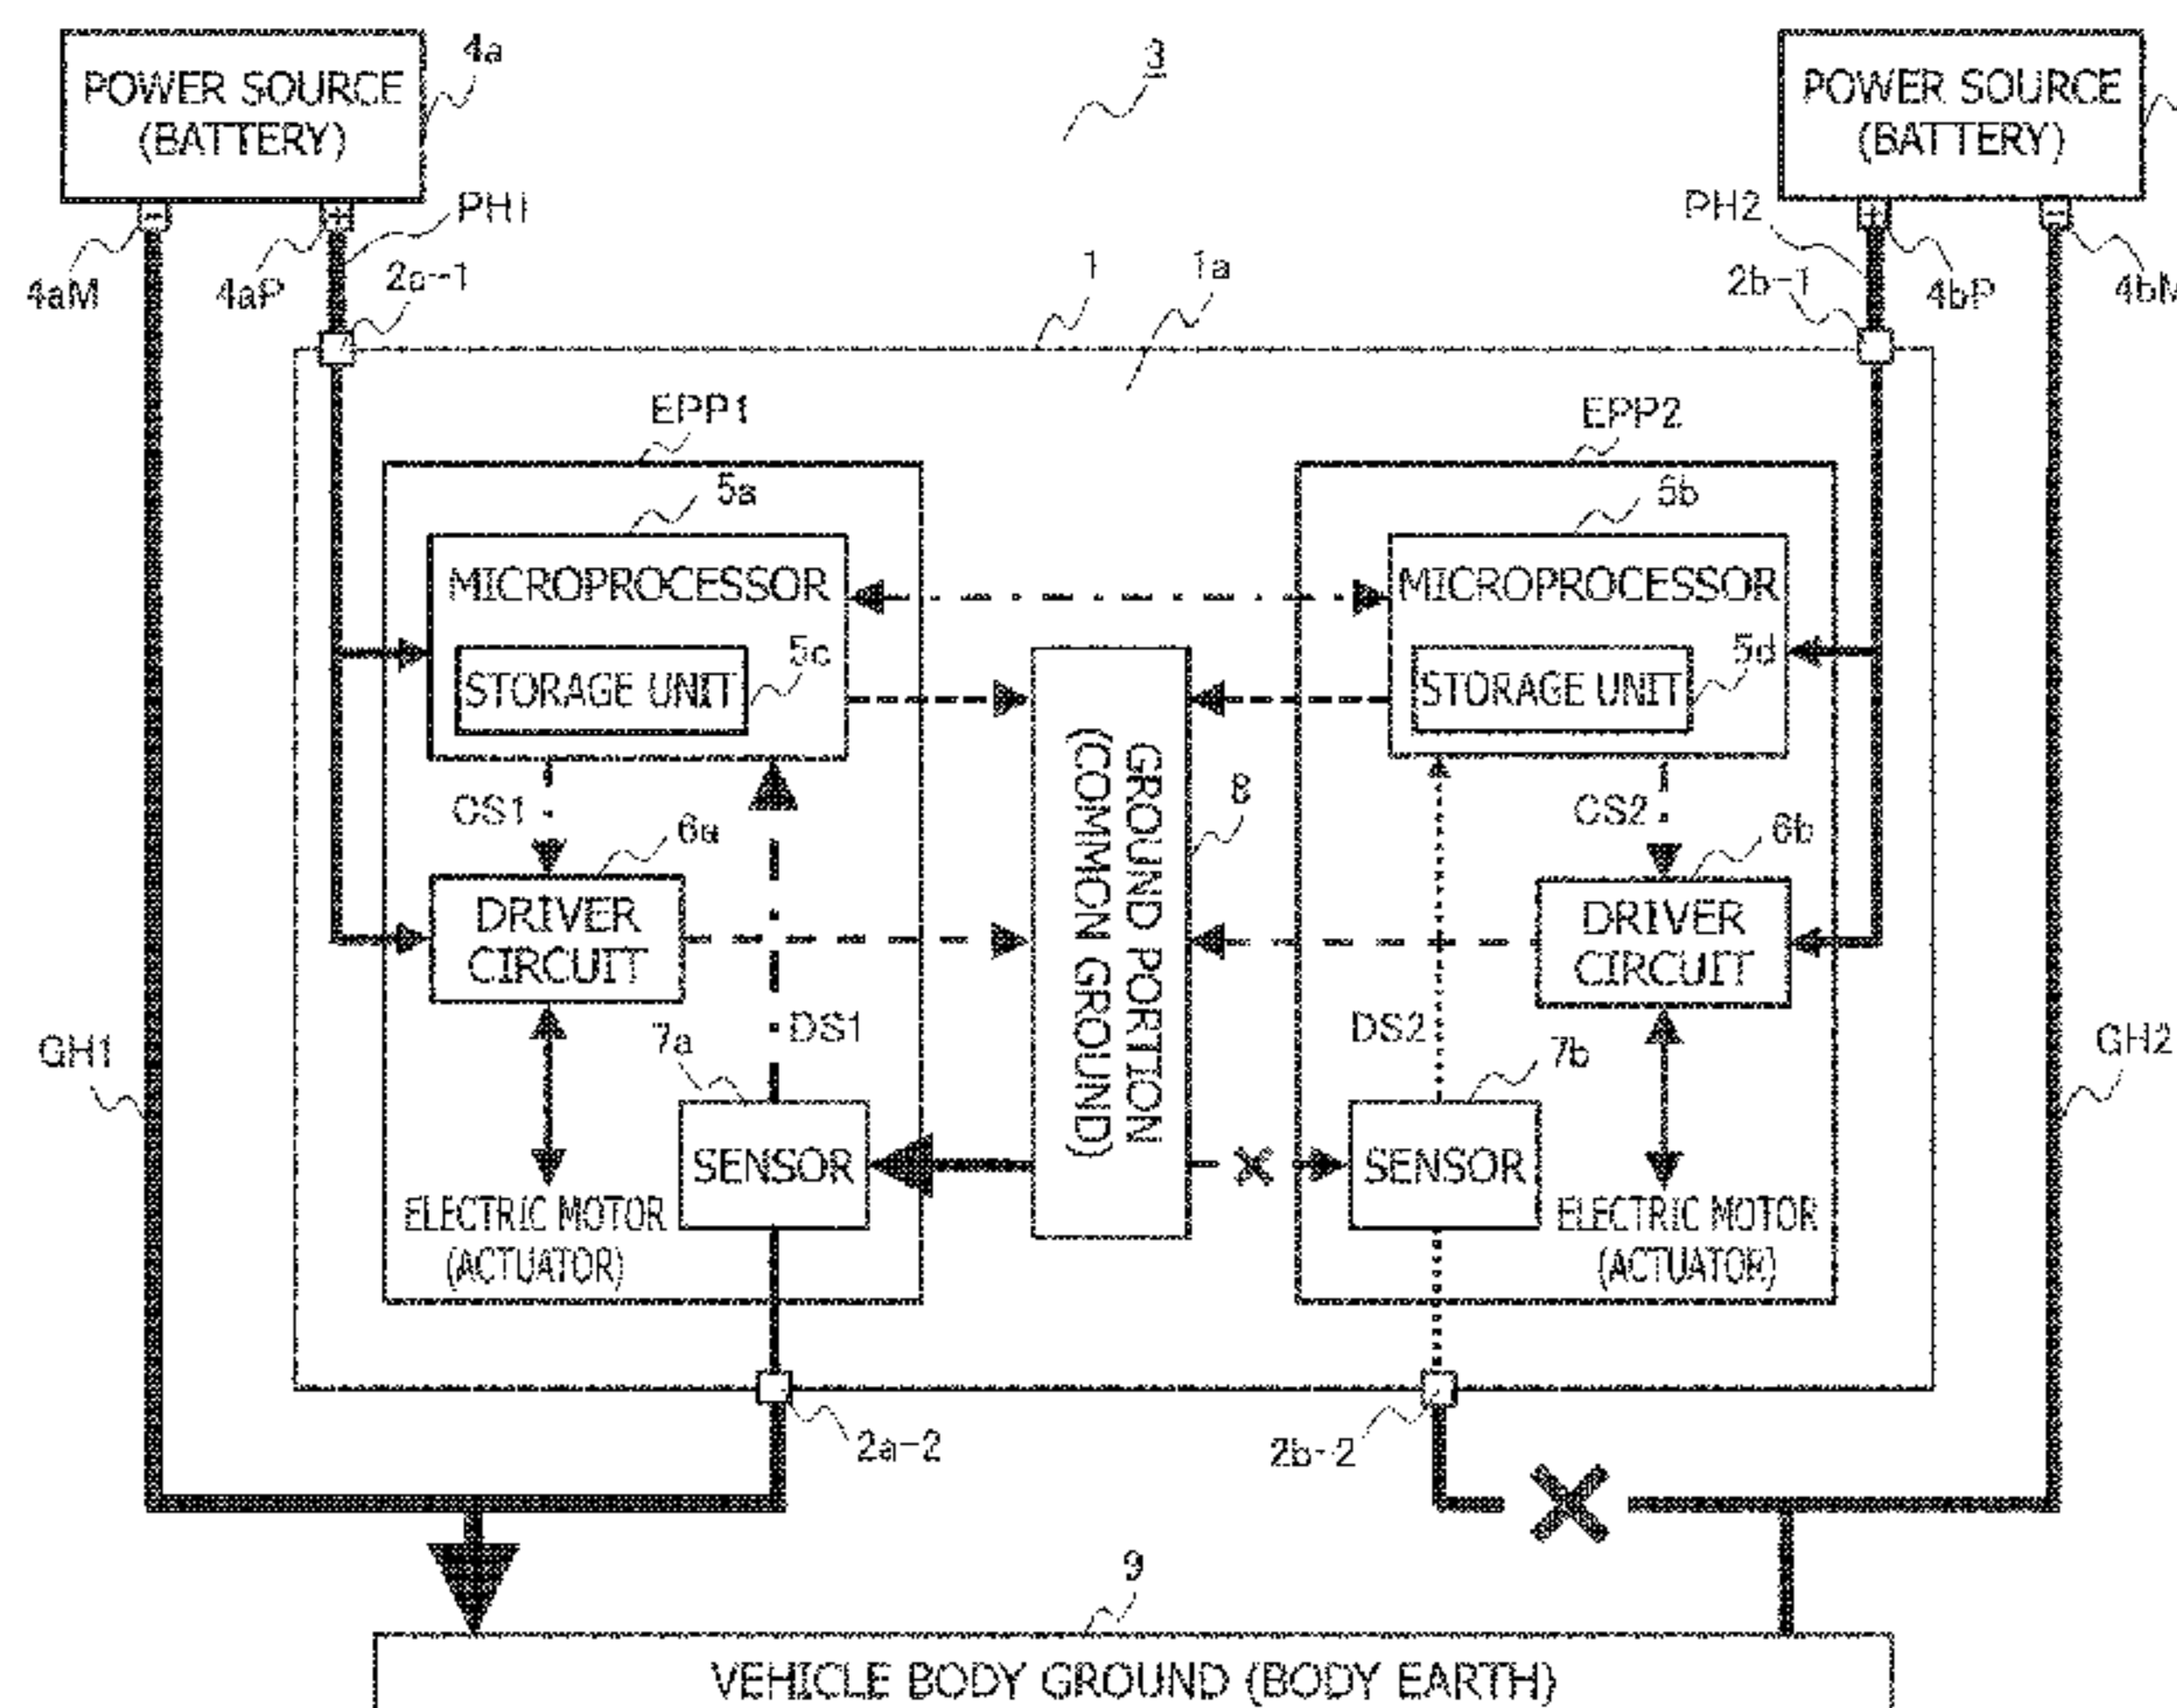 POWER SOURCE
(BATTERY)
4a
3
POWER SOURCE
(BATTERY)
4aM
4aP
PH1
2a-1
1
1a
PH2
2b-1
4bP
4bM
EPP1
EPP2
5a
5b
MICROPROCESSOR
MICROPROCESSOR
STORAGE UNIT
5c
STORAGE UNIT
5d
CS1
CS2
6a
8
6b
DRIVER
CIRCUIT
GROUND PORTION
(COMMON GROUND)
DRIVER
CIRCUIT
GH1
7a
DS1
DS2
7b
GH2
SENSOR
SENSOR
ELECTRIC MOTOR
(ACTUATOR)
ELECTRIC MOTOR
(ACTUATOR)
2a-2
2b-2
9
VEHICLE BODY GROUND (BODY EARTH)